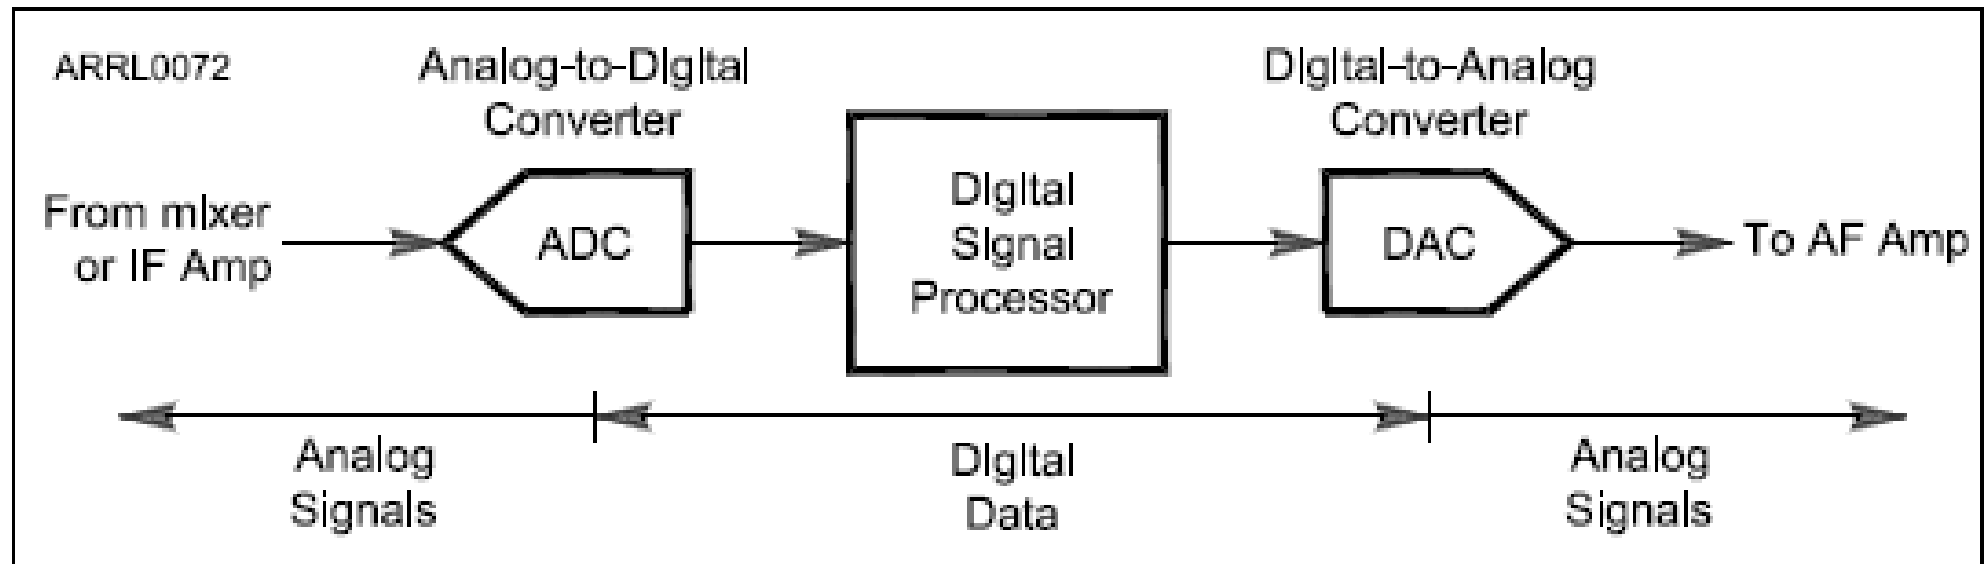 ARRL0072
Analog-to-Digital
Converter
Digital-to-Analog
Converter
From mixer
or IF Amp
ADC
Digital
Signal
Processor
DAC
To AF Amp
Analog
Signals
Digital
Data
Analog
Signals